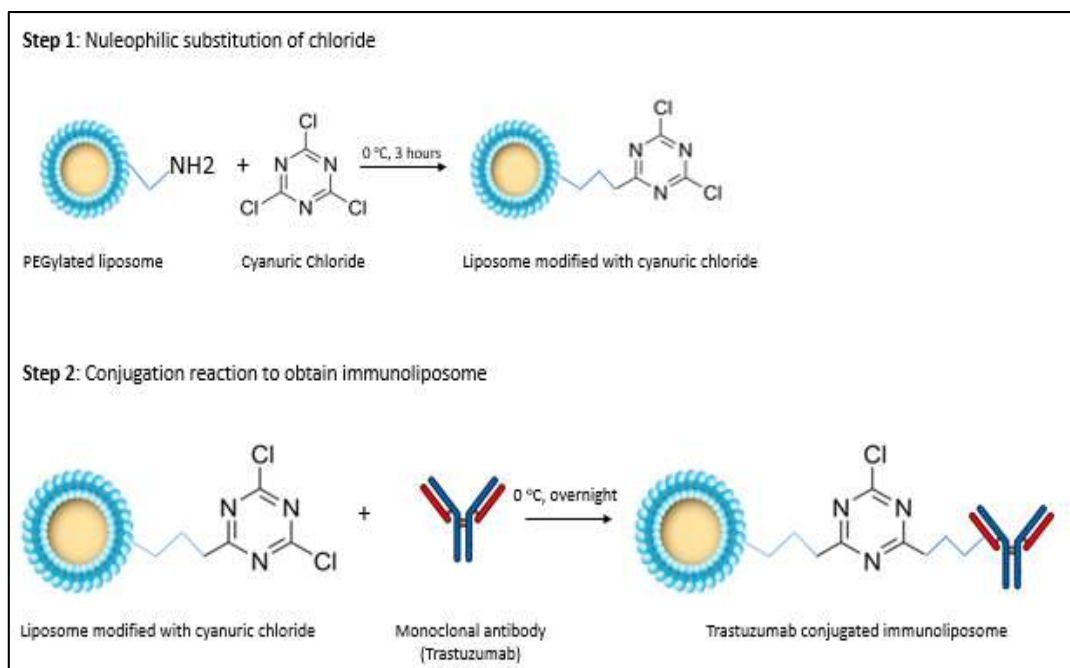 Step 1: Nuleophilic substitution of chloride
Cl
NH2 + N N 0 °C, 3 hours N N
Cl N Cl N Cl
PEGylated liposome Cyanuric Chloride Liposome modified with cyanuric chloride
Step 2: Conjugation reaction to obtain immunoliposome
Cl Cl
N N + 0 °C, overnight N N
N Cl N
Liposome modified with cyanuric chloride Monoclonal antibody Trastuzumab conjugated immunoliposome
(Trastuzumab)